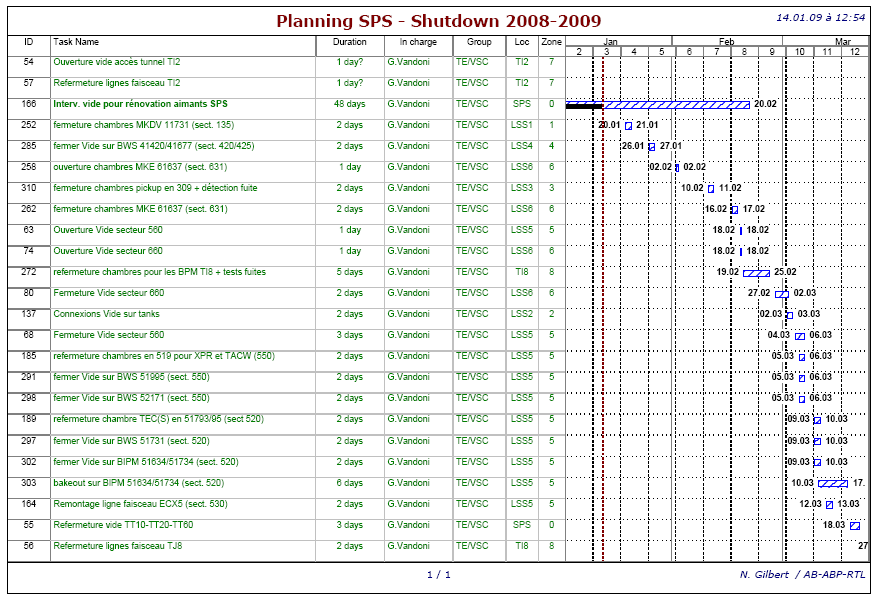 Planning SPS - Shutdown 2008-2009
14.01.09 à 12:54
ID Task Name Duration In charge Group Loc Zone Jan Feb Mar
2 3 4 5 6 7 8 9 10 11 12
54 Ouverture vide accès tunnel TI2 1 day? G.Vandoni TE/VSC TI2 7
57 Refermeture lignes faisceau TI2 1 day? G.Vandoni TE/VSC TI2 7
166 Interv. vide pour rénovation aimants SPS 48 days G.Vandoni TE/VSC SPS 0 20.02
252 fermeture chambres MKDV 11731 (sect. 135) 2 days G.Vandoni TE/VSC LSS1 1 20.01 21.01
285 fermer Vide sur BWS 41420/41677 (sect. 420/425) 2 days G.Vandoni TE/VSC LSS4 4 26.01 27.01
258 ouverture chambres MKE 61637 (sect. 631) 1 day G.Vandoni TE/VSC LSS6 6 02.02 02.02
310 fermeture chambres pickup en 309 + détection fuite 2 days G.Vandoni TE/VSC LSS3 3 10.02 11.02
262 fermeture chambres MKE 61637 (sect. 631) 2 days G.Vandoni TE/VSC LSS6 6 16.02 17.02
63 Ouverture Vide secteur 560 1 day G.Vandoni TE/VSC LSS5 5 18.02 18.02
74 Ouverture Vide secteur 660 1 day G.Vandoni TE/VSC LSS6 6 18.02 18.02
272 refermeture chambres pour les BPM TI8 + tests fuites 5 days G.Vandoni TE/VSC TI8 8 19.02 25.02
80 Fermeture Vide secteur 660 2 days G.Vandoni TE/VSC LSS6 6 27.02 02.03
137 Connexions Vide sur tanks 2 days G.Vandoni TE/VSC LSS2 2 02.03 03.03
68 Fermeture Vide secteur 560 3 days G.Vandoni TE/VSC LSS5 5 04.03 06.03
185 refermeture chambres en 519 pour XPR et TACW (550) 2 days G.Vandoni TE/VSC LSS5 5 05.03 06.03
291 fermer Vide sur BWS 51995 (sect. 550) 2 days G.Vandoni TE/VSC LSS5 5 05.03 06.03
298 fermer Vide sur BWS 52171 (sect. 550) 2 days G.Vandoni TE/VSC LSS5 5 05.03 06.03
189 refermeture chambre TEC(S) en 51793/95 (sect 520) 2 days G.Vandoni TE/VSC LSS5 5 09.03 10.03
297 fermer Vide sur BWS 51731 (sect. 520) 2 days G.Vandoni TE/VSC LSS5 5 09.03 10.03
302 fermer Vide sur BIPM 51634/51734 (sect. 520) 2 days G.Vandoni TE/VSC LSS5 5 09.03 10.03
303 bakeout sur BIPM 51634/51734 (sect. 520) 6 days G.Vandoni TE/VSC LSS5 5 10.03 17.
164 Remontage ligne faisceau ECX5 (sect. 530) 2 days G.Vandoni TE/VSC LSS5 5 12.03 13.03
55 Refermeture vide TT10-TT20-TT60 3 days G.Vandoni TE/VSC SPS 0 18.03
56 Refermeture lignes faisceau TJ8 2 days G.Vandoni TE/VSC TI8 8 27
1 / 1
N. Gilbert / AB-ABP-RTL